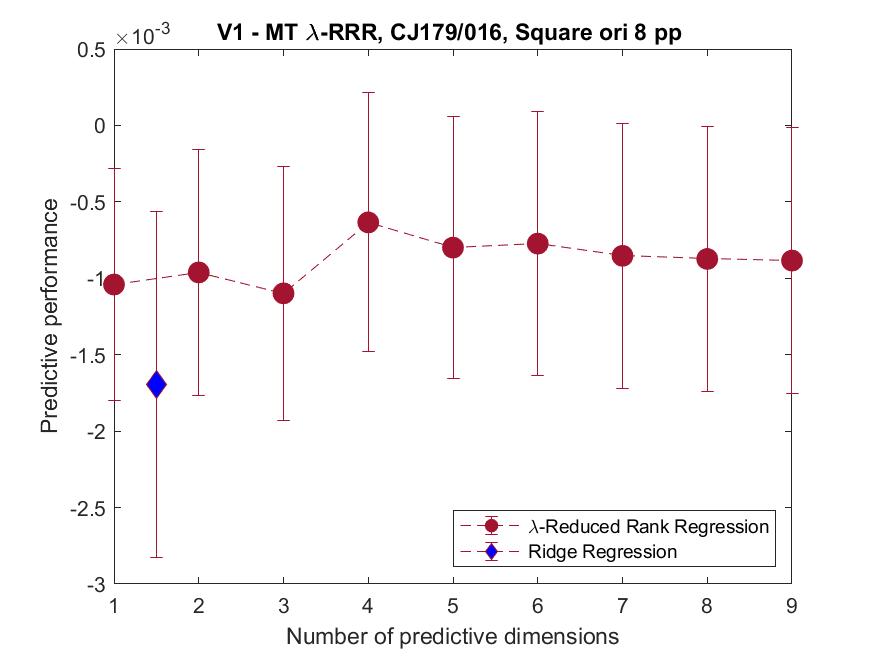 ×10-3
V1 - MT λ-RRR, CJ179/016, Square ori 8 pp
0.5
0
-0.5
-1
-1.5
-2
-2.5
-3
Predictive performance
λ-Reduced Rank Regression
Ridge Regression
1 2 3 4 5 6 7 8 9
Number of predictive dimensions